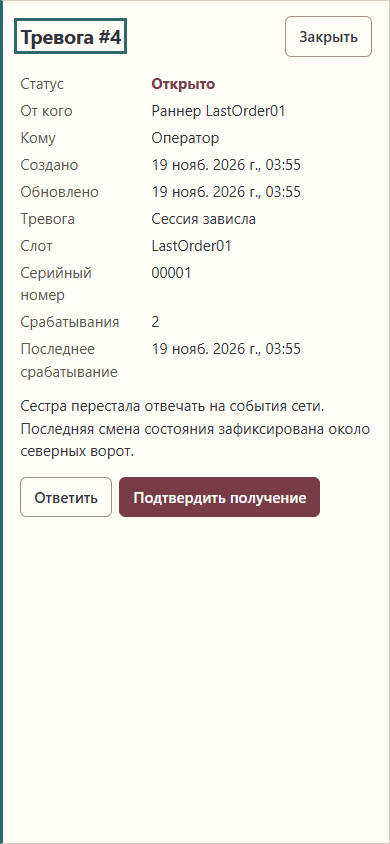 Тревога #4
Закрыть
Статус
Открыто
От кого
Раннер LastOrder01
Кому
Оператор
Создано
19 нояб. 2026 г., 03:55
Обновлено
19 нояб. 2026 г., 03:55
Тревога
Сессия зависла
Слот
LastOrder01
Серийный
номер
00001
Срабатывания
2
Последнее
срабатывание
19 нояб. 2026 г., 03:55
Сестра перестала отвечать на события сети.
Последняя смена состояния зафиксирована около
северных ворот.
Ответить
Подтвердить получение